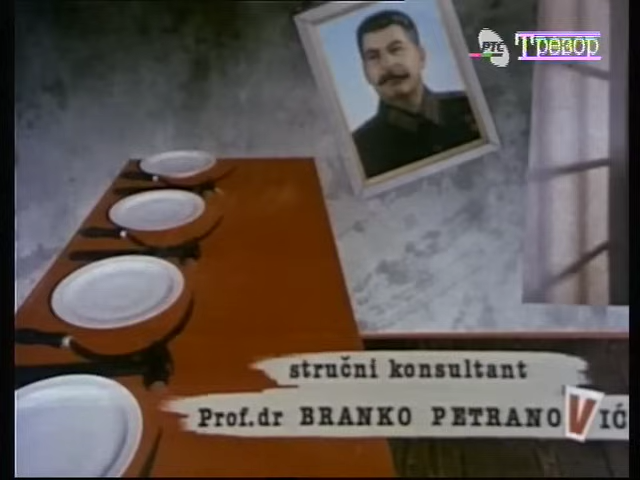 РТС Трезор
stručni konsultant
Prof.dr BRANKO PETRANOVIĆ